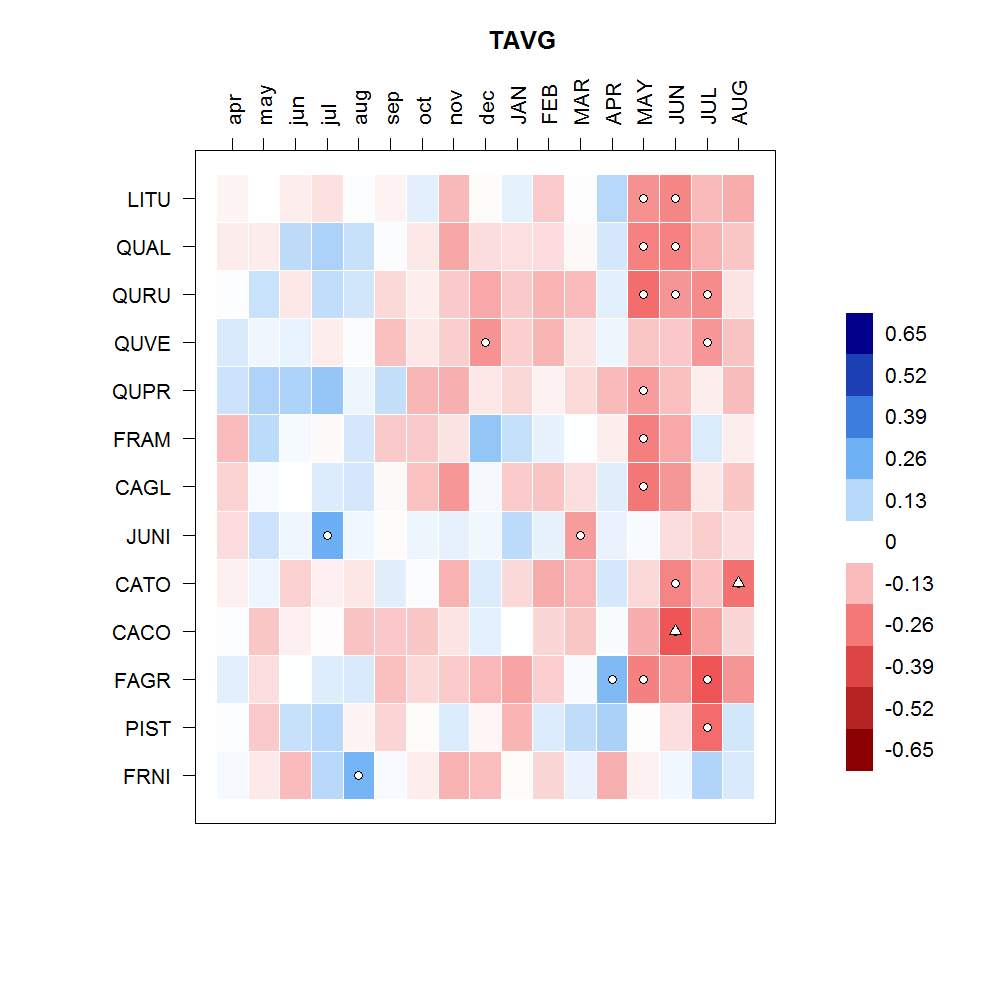 TAVG
apr may jun jul aug sep oct nov dec JAN FEB MAR APR MAY JUN JUL AUG
LITU
QUAL
QURU
QUVE
QUPR
FRAM
CAGL
JUNI
CATO
CACO
FAGR
PIST
FRNI
0.65
0.52
0.39
0.26
0.13
0
-0.13
-0.26
-0.39
-0.52
-0.65